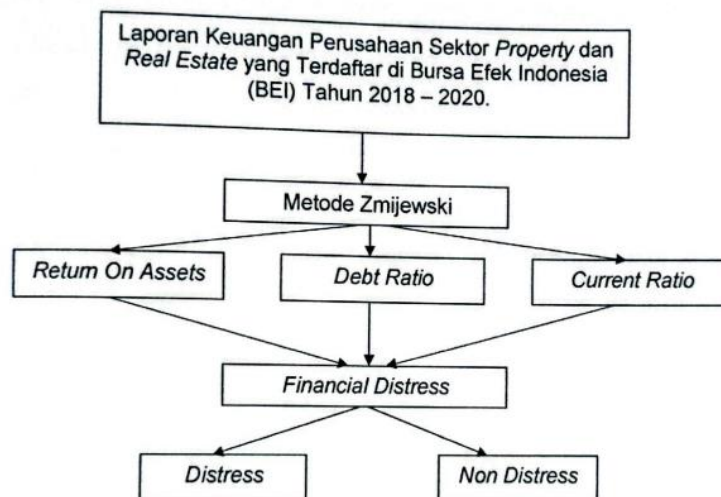 Laporan Keuangan Perusahaan Sektor Property dan
Real Estate yang Terdaftar di Bursa Efek Indonesia
(BEI) Tahun 2018 – 2020.
Metode Zmijewski
Return On Assets
Debt Ratio
Current Ratio
Financial Distress
Distress
Non Distress